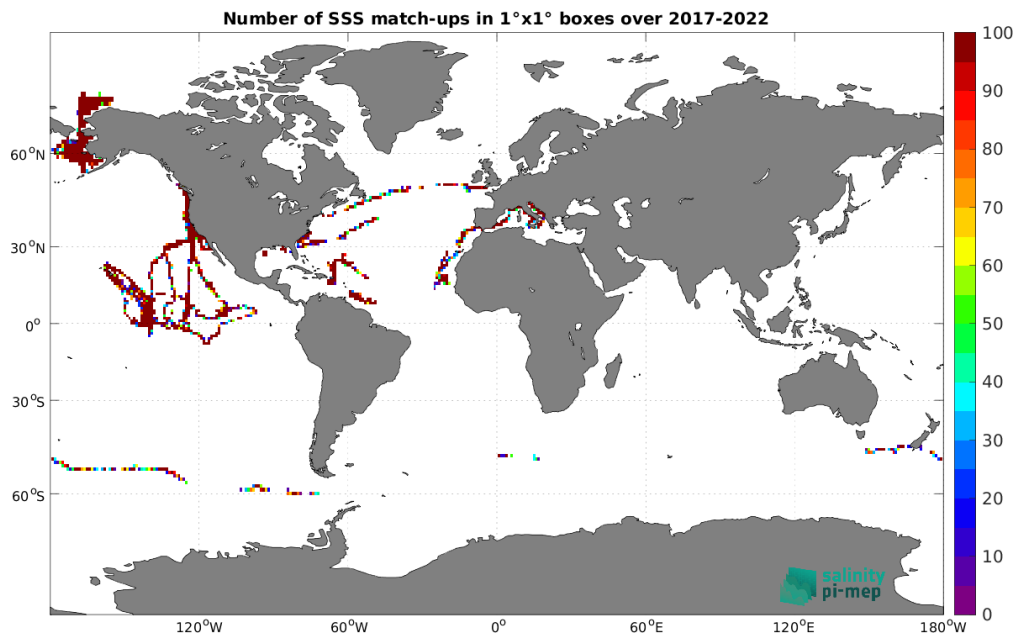 Number of SSS match-ups in 1°x1° boxes over 2017-2022
100
90
80
70
60
50
40
30
20
10
0
60°N
30°N
0°
30°S
60°S
salinity
pi-mep
120°W 60°W 0° 60°E 120°E 180°W